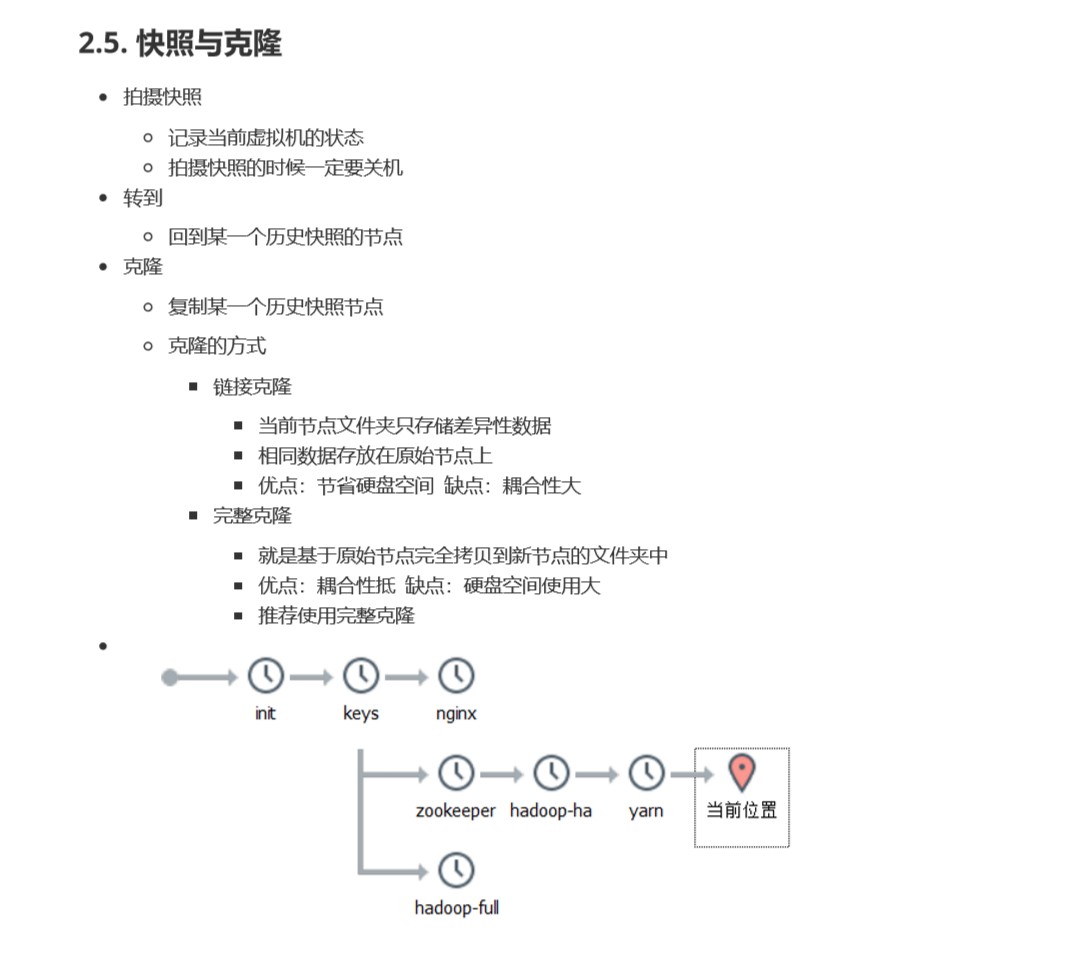 2.5. 快照与克隆
拍摄快照
记录当前虚拟机的状态
拍摄快照的时候一定要关机
转到
回到某一个历史快照的节点
克隆
复制某一个历史快照节点
克隆的方式
链接克隆
当前节点文件夹只存储差异性数据
相同数据存放在原始节点上
优点：节省硬盘空间 缺点：耦合性大
完整克隆
就是基于原始节点完全拷贝到新节点的文件夹中
优点：耦合性抵 缺点：硬盘空间使用大
推荐使用完整克隆
init keys nginx
zookeeper hadoop-ha yarn 当前位置
hadoop-full